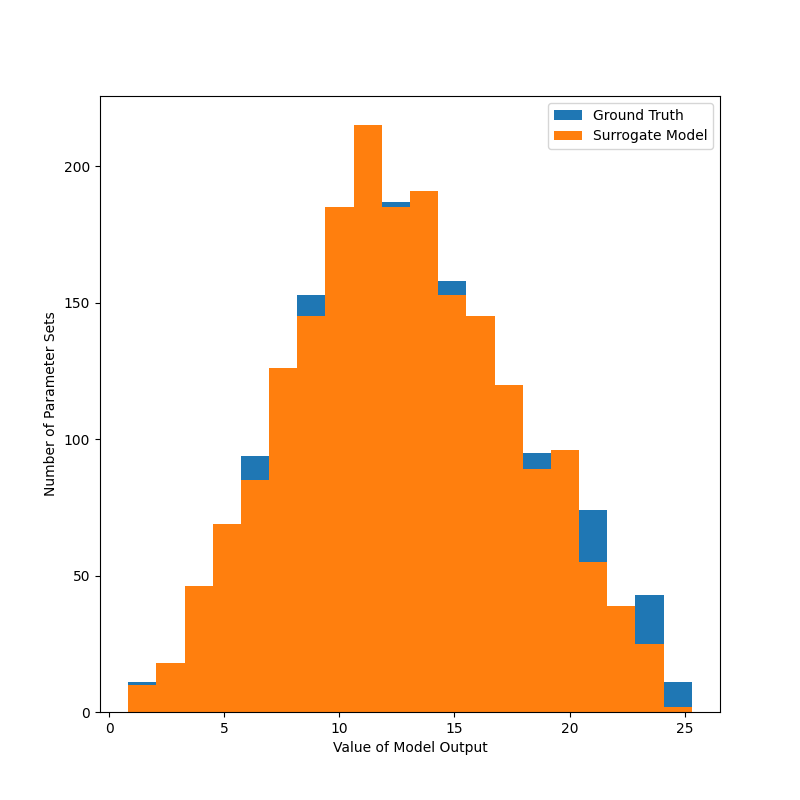 Ground Truth
Surrogate Model
200
150
100
50
0
Number of Parameter Sets
0 5 10 15 20 25
Value of Model Output